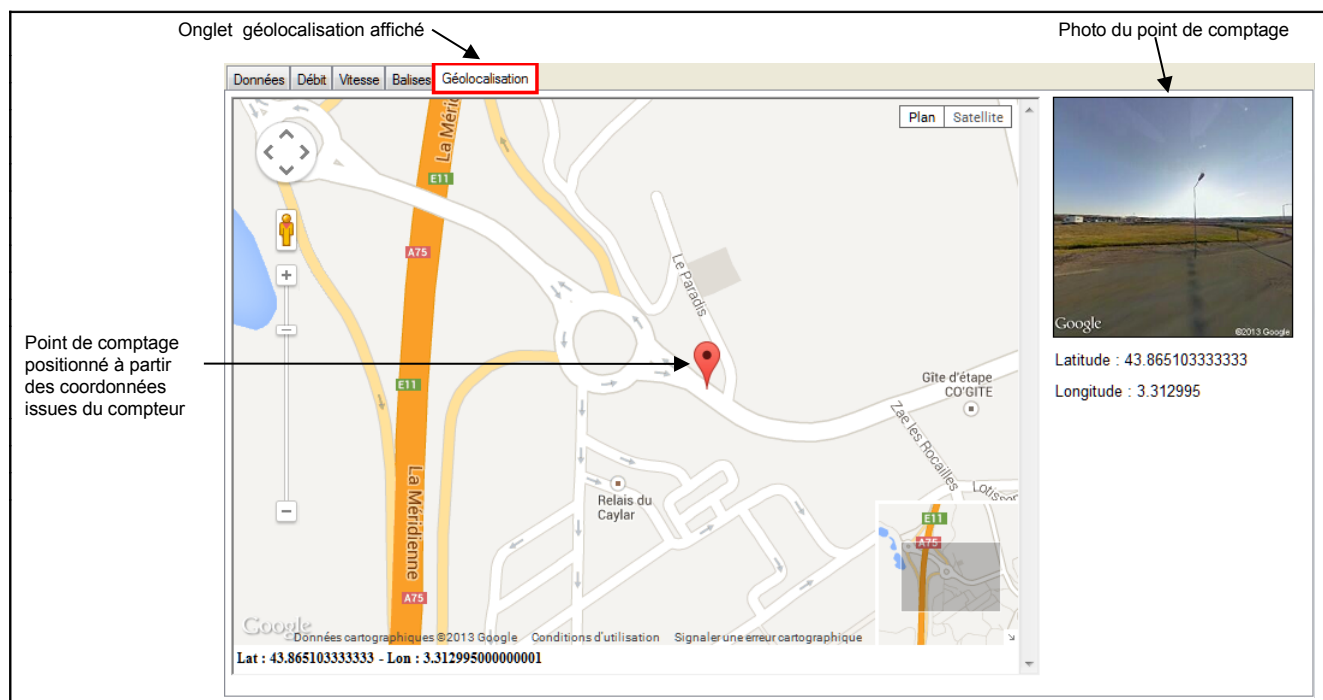 Onglet géolocalisation affiché
Photo du point de comptage
Données Débit Vitesse Balises Géolocalisation
Plan Satellite
La Méridienne
E11
A75
Le Paradis
Point de comptage
positionné à partir
des coordonnées
issues du compteur
E11
Gîte d'étape
CO'GITE
Zae les Rocailles
La Méridienne
Relais du
Caylar
E11
A75
A75
Google
Données cartographiques ©2013 Google Conditions d'utilisation Signaler une erreur cartographique
Lat : 43.865103333333 - Lon : 3.312995000000001
Google
©2013 Google
Latitude : 43.865103333333
Longitude : 3.312995